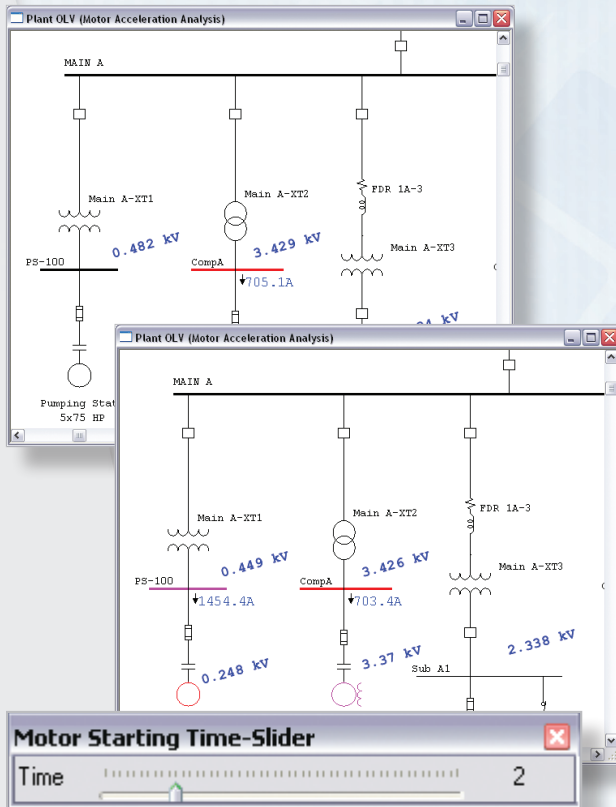 Plant OLV (Motor Acceleration Analysis)
MAIN A
Main A-XT1
Main A-XT2
FDR 1A-3
0.482 kV
3.429 kV
Main A-XT3
PS-100
CompA
705.1A
kV
Pumping Stat
5x75 HP
Plant OLV (Motor Acceleration Analysis)
MAIN A
Main A-XT1
Main A-XT2
FDR 1A-3
0.449 kV
3.426 kV
Main A-XT3
PS-100
CompA
1454.4A
703.4A
2.338 kV
0.248 kV
3.37 kV
Sub A1
Motor Starting Time-Slider
Time 2